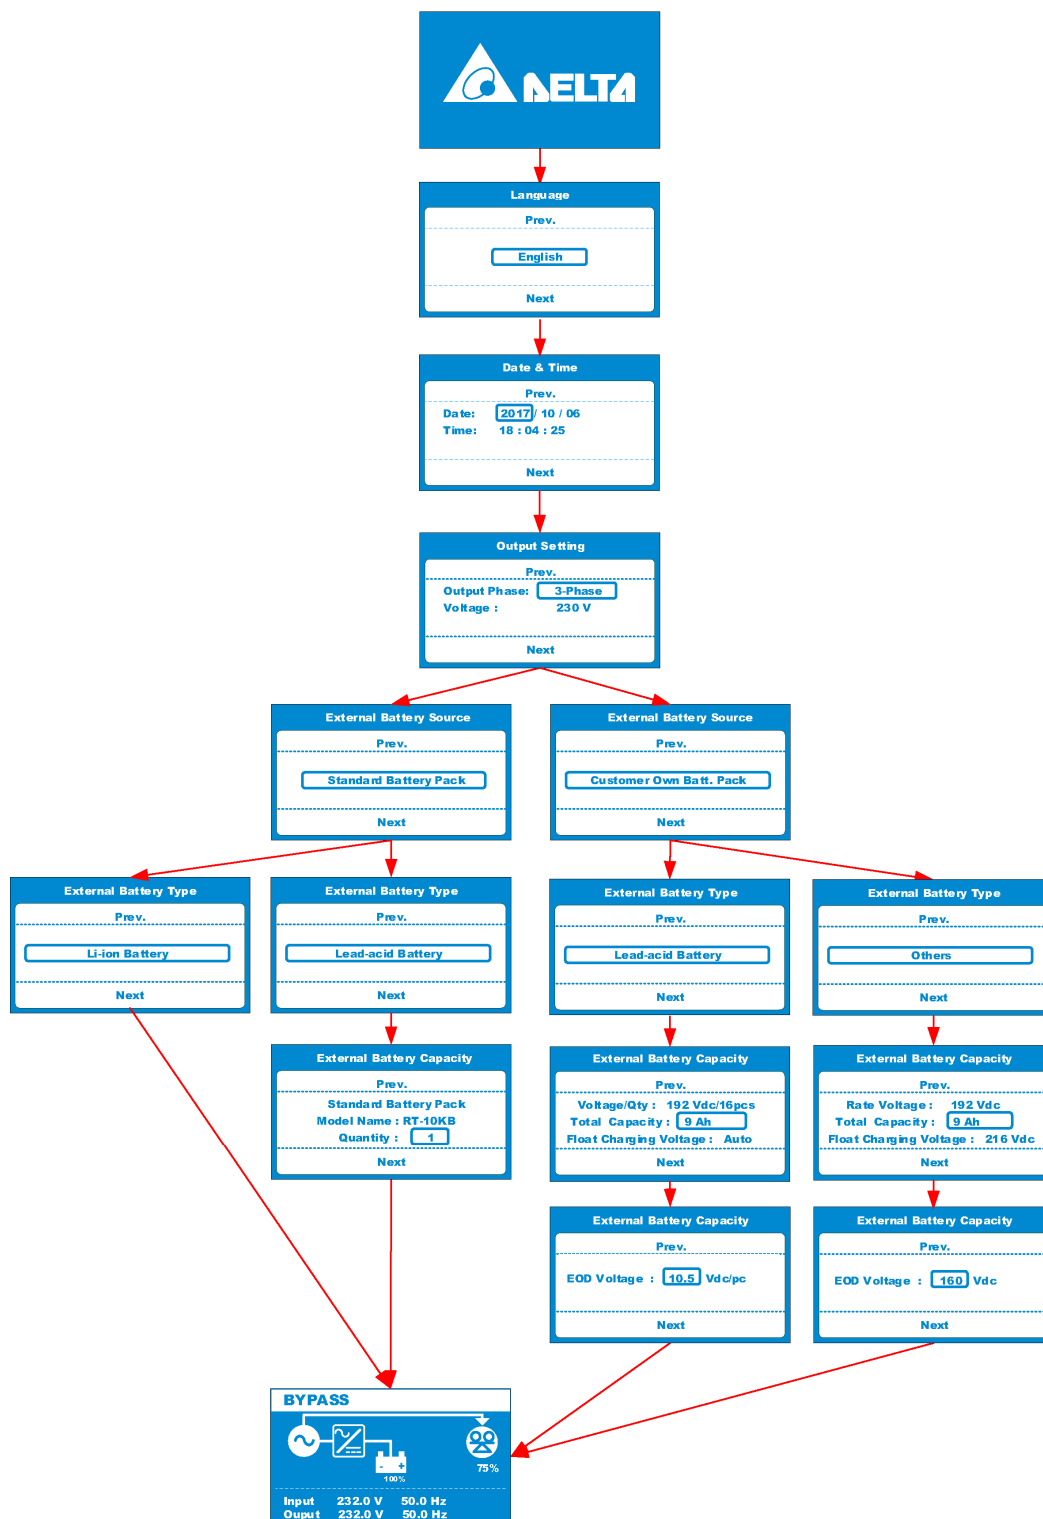 DELTA
Language
Prev.
English
Next
Date & Time
Prev.
Date: 2017 / 10 / 06
Time: 18 : 04 : 25
Next
Output Setting
Prev.
Output Phase: 3-Phase
Voltage : 230 V
Next
External Battery Source
Prev.
Standard Battery Pack
Next
External Battery Source
Prev.
Customer Own Batt. Pack
Next
External Battery Type
Prev.
Li-ion Battery
Next
External Battery Type
Prev.
Lead-acid Battery
Next
External Battery Type
Prev.
Lead-acid Battery
Next
External Battery Type
Prev.
Others
Next
External Battery Capacity
Prev.
Standard Battery Pack
Model Name : RT-10KB
Quantity : 1
Next
External Battery Capacity
Prev.
Voltage/Qty : 192 Vdc/16pcs
Total Capacity : 9 Ah
Float Charging Voltage : Auto
Next
External Battery Capacity
Prev.
Rate Voltage : 192 Vdc
Total Capacity : 9 Ah
Float Charging Voltage : 216 Vdc
Next
External Battery Capacity
Prev.
EOD Voltage : 10.5 Vdc/pc
Next
External Battery Capacity
Prev.
EOD Voltage : 160 Vdc
Next
BYPASS
- +
100%
75%
Input 232.0 V 50.0 Hz
Ouput 232.0 V 50.0 Hz